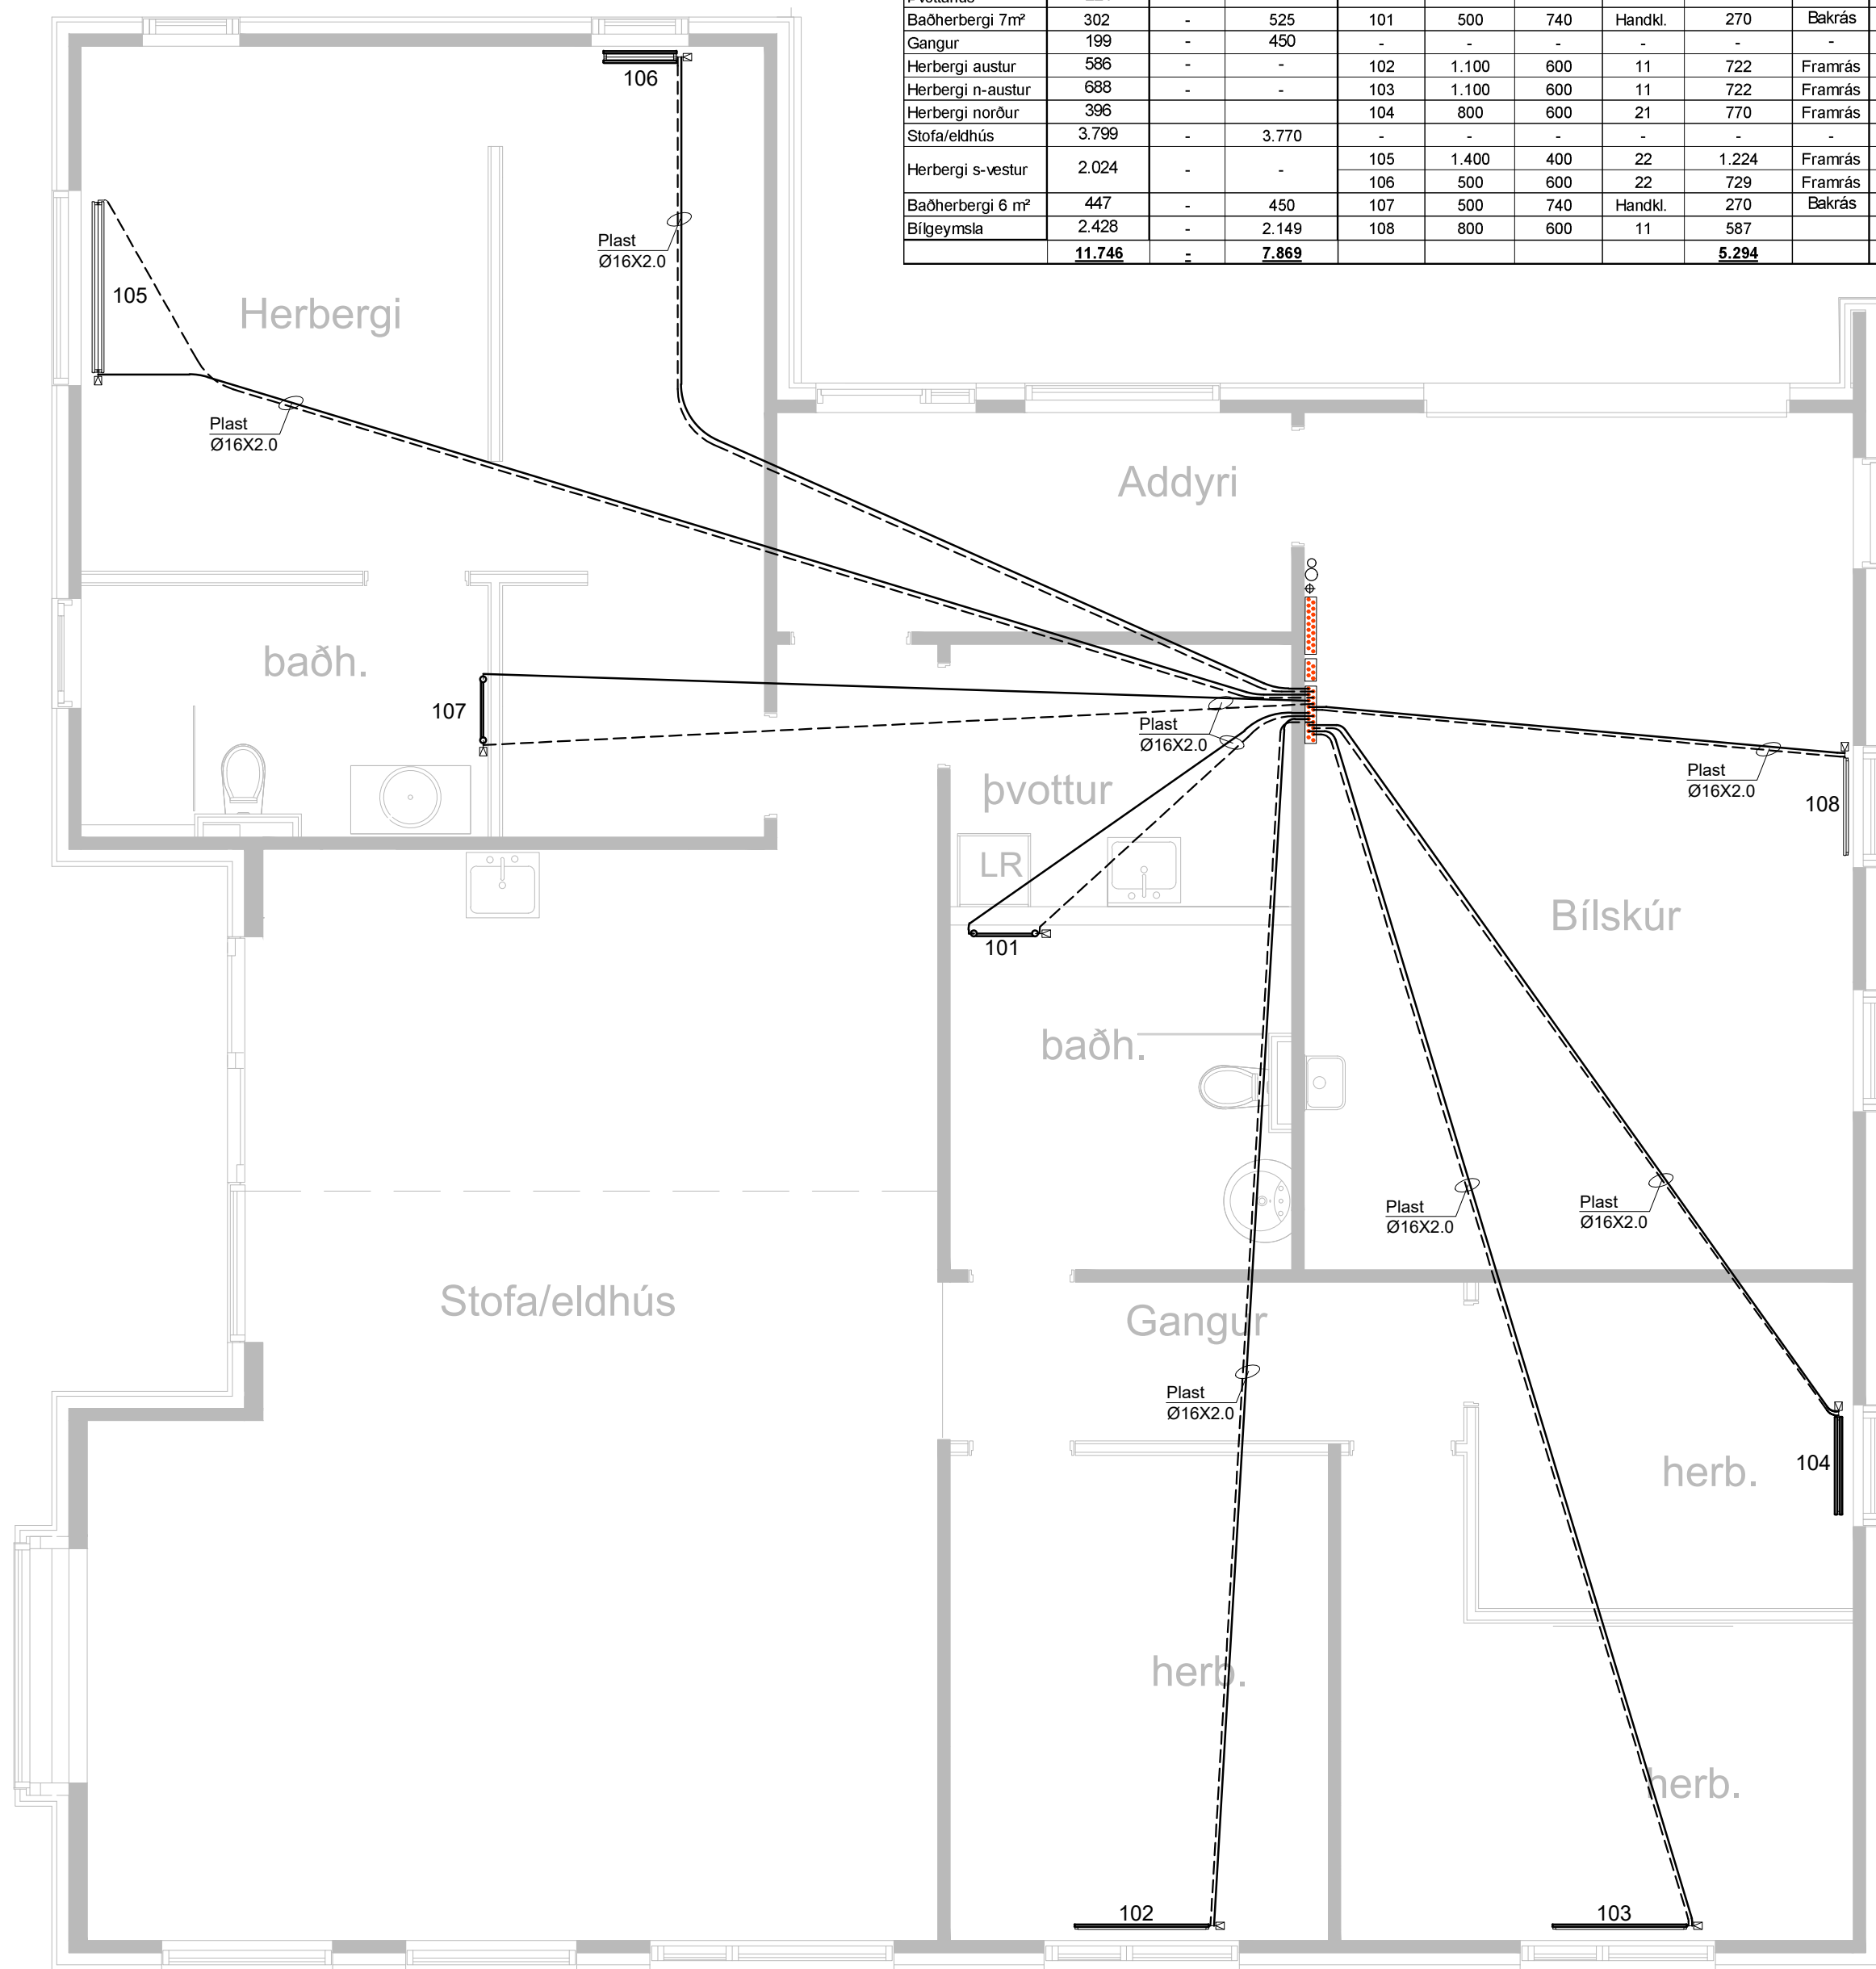 Baðherbergi 7m² 302 - 525 101 500 740 Handkl. 270 Bakrás
Gangur 199 - 450 - - - - - -
Herbergi austur 586 - - 102 1.100 600 11 722 Framrás
Herbergi n-austur 688 - - 103 1.100 600 11 722 Framrás
Herbergi norður 396 104 800 600 21 770 Framrás
Stofa/eldhús 3.799 - 3.770 - - - - - -
Herbergi s-vestur 2.024 - - 105 1.400 400 22 1.224 Framrás
106 500 600 22 729 Framrás
Baðherbergi 6 m² 447 - 450 107 500 740 Handkl. 270 Bakrás
Bílgeymsla 2.428 - 2.149 108 800 600 11 587
11.746 - 7.869 5.294
106
Plast
Ø16X2.0
105
Herbergi
Plast
Ø16X2.0
Addyri
baðh.
107
Plast
Ø16X2.0
Plast
Ø16X2.0
108
þvottur
LR
101
Bílskúr
baðh.
Plast
Ø16X2.0
Plast
Ø16X2.0
Stofa/eldhús
Gangur
Plast
Ø16X2.0
104
herb.
herb.
herb.
102
103